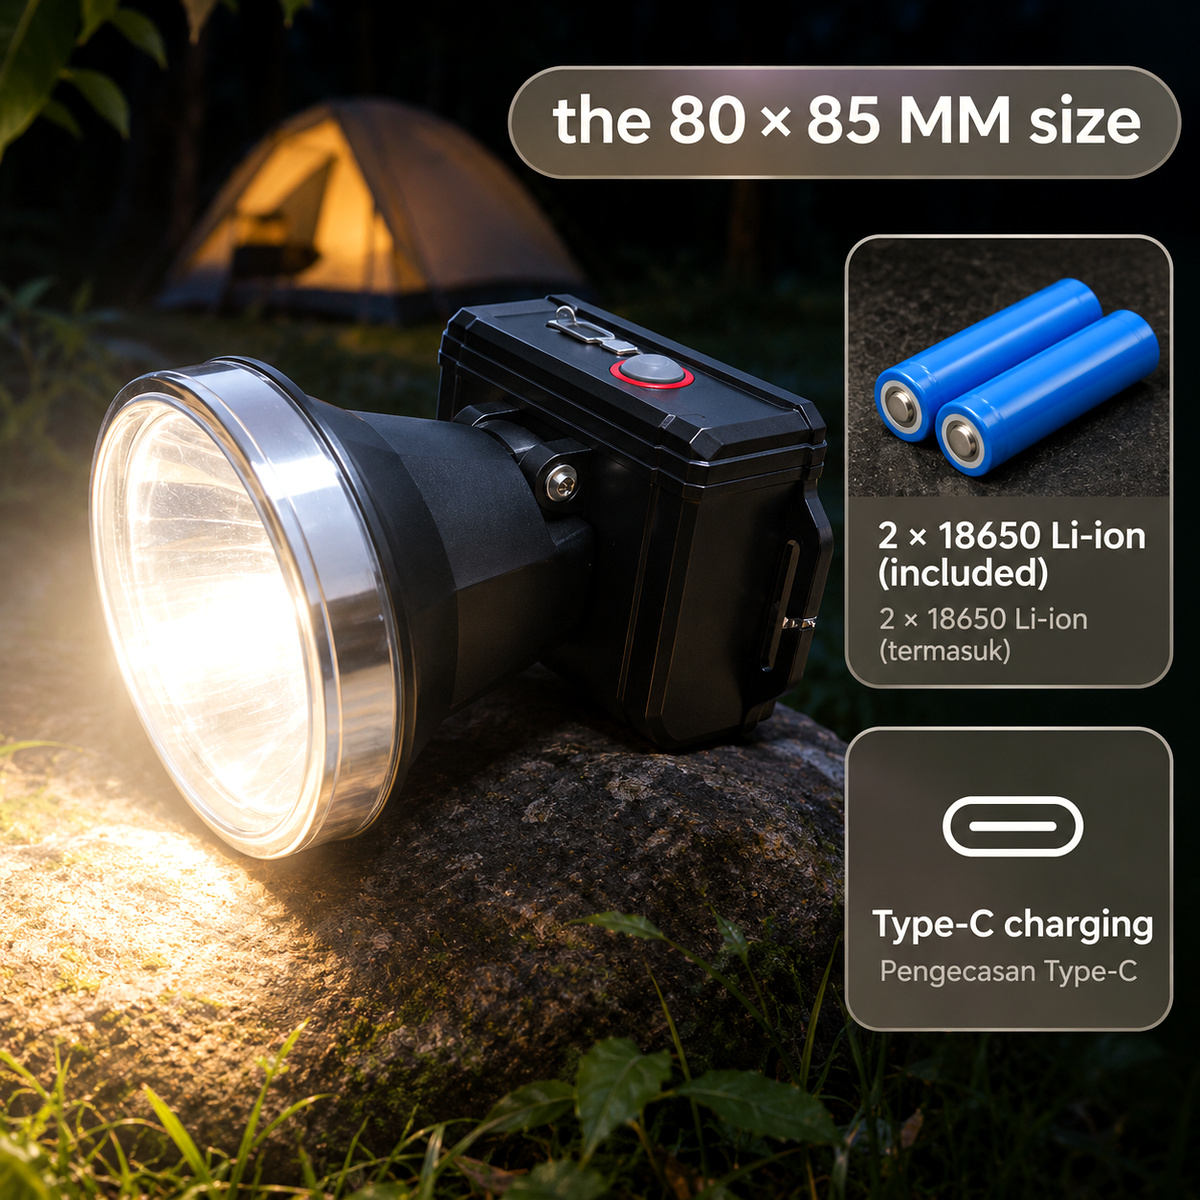 the 80 × 85 MM size
2 × 18650 Li-ion
(included)
2 × 18650 Li-ion
(termasuk)
Type-C charging
Pengecasan Type-C